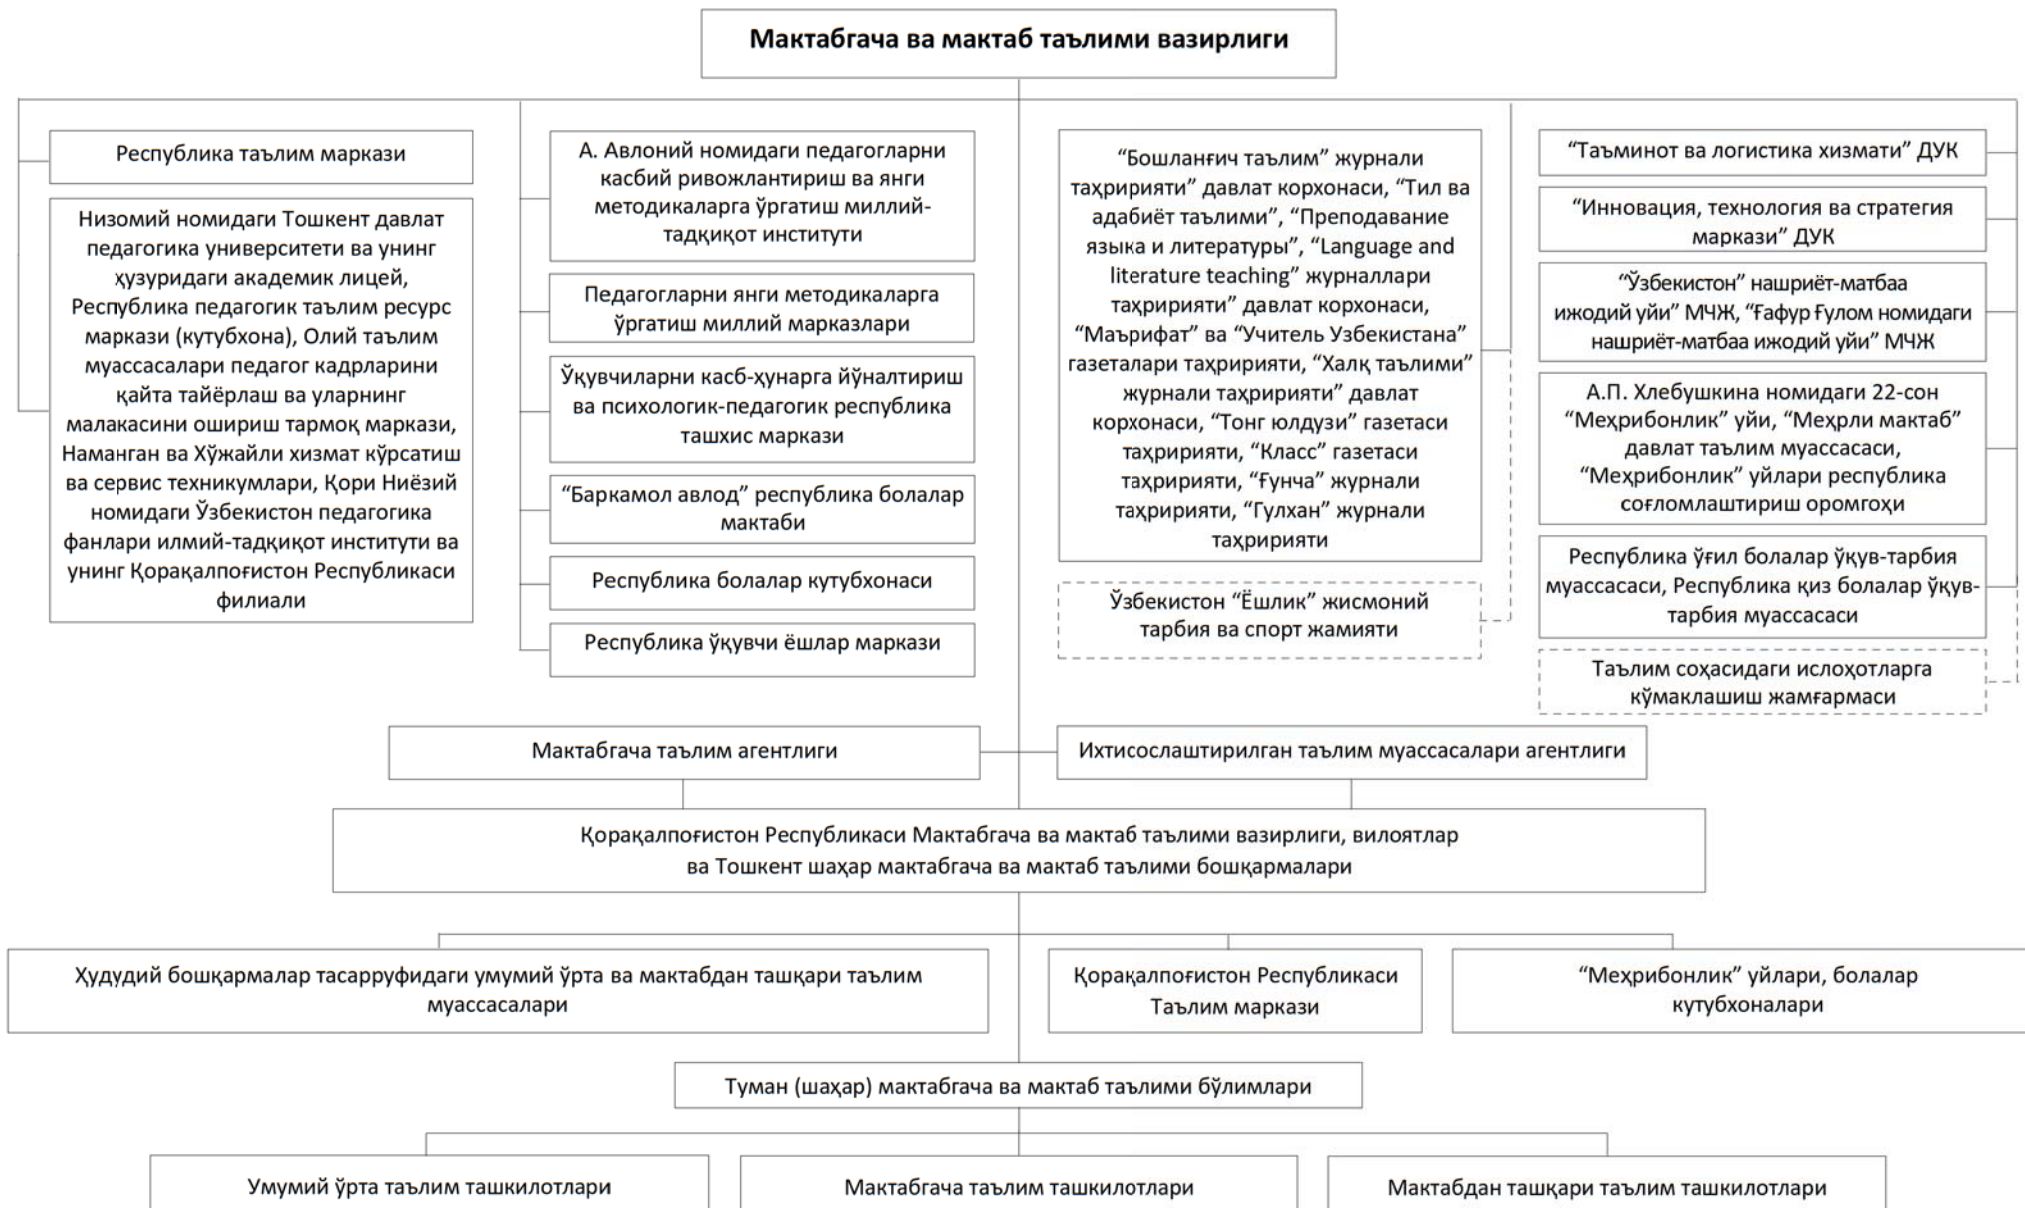 Мактабгача ва мактаб таълими вазирлиги
Республика таълим маркази
Низомий номидаги Тошкент давлат
педагогика университети ва унинг
ҳузуридаги академик лицей,
Республика педагогик таълим ресурс
маркази (кутубхона), Олий таълим
муассасалари педагог кадрларини
қайта тайёрлаш ва уларнинг
малакасини ошириш тармоқ маркази,
Наманган ва Хўжайли хизмат кўрсатиш
ва сервис техникумлари, Қори Ниёзий
номидаги Ўзбекистон педагогика
фанлари илмий-тадқиқот институти ва
унинг Қорақалпоғистон Республикаси
филиали
А. Авлоний номидаги педагогларни
касбий ривожлантириш ва янги
методикаларга ўргатиш миллий-
тадқиқот институти
Педагогларни янги методикаларга
ўргатиш миллий марказлари
Ўқувчиларни касб-ҳунарга йўналтириш
ва психологик-педагогик республика
ташхис маркази
“Баркамол авлод” республика болалар
мактаби
Республика болалар кутубхонаси
Республика ўқувчи ёшлар маркази
“Бошланғич таълим” журнали
таҳририяти” давлат корхонаси, “Тил ва
адабиёт таълими”, “Преподавание
языка и литературы”, “Language and
literature teaching” журналлари
таҳририяти” давлат корхонаси,
“Маърифат” ва “Учитель Узбекистана”
газеталари таҳририяти, “Халқ таълими”
журнали таҳририяти” давлат
корхонаси, “Тонг юлдузи” газетаси
таҳририяти, “Класс” газетаси
таҳририяти, “Ғунча” журнали
таҳририяти, “Гулхан” журнали
таҳририяти
Ўзбекистон “Ёшлик” жисмоний
тарбия ва спорт жамияти
“Таъминот ва логистика хизмати” ДУК
“Инновация, технология ва стратегия
маркази” ДУК
“Ўзбекистон” нашриёт-матбаа
ижодий уйи” МЧЖ, “Ғафур Ғулом номидаги
нашриёт-матбаа ижодий уйи” МЧЖ
А.П. Хлебушкина номидаги 22-сон
“Меҳрибонлик” уйи, “Меҳрли мактаб”
давлат таълим муассасаси,
“Меҳрибонлик” уйлари республика
соғломлаштириш оромгоҳи
Республика ўғил болалар ўқув-тарбия
муассасаси, Республика қиз болалар ўқув-
тарбия муассасаси
Таълим соҳасидаги ислоҳотларга
кўмаклашиш жамғармаси
Мактабгача таълим агентлиги
Ихтисослаштирилган таълим муассасалари агентлиги
Қорақалпоғистон Республикаси Мактабгача ва мактаб таълими вазирлиги, вилоятлар
ва Тошкент шаҳар мактабгача ва мактаб таълими бошқармалари
Ҳудудий бошқармалар тасарруфидаги умумий ўрта ва мактабдан ташқари таълим
муассасалари
Қорақалпоғистон Республикаси
Таълим маркази
“Меҳрибонлик” уйлари, болалар
кутубхоналари
Туман (шаҳар) мактабгача ва мактаб таълими бўлимлари
Умумий ўрта таълим ташкилотлари
Мактабгача таълим ташкилотлари
Мактабдан ташқари таълим ташкилотлари